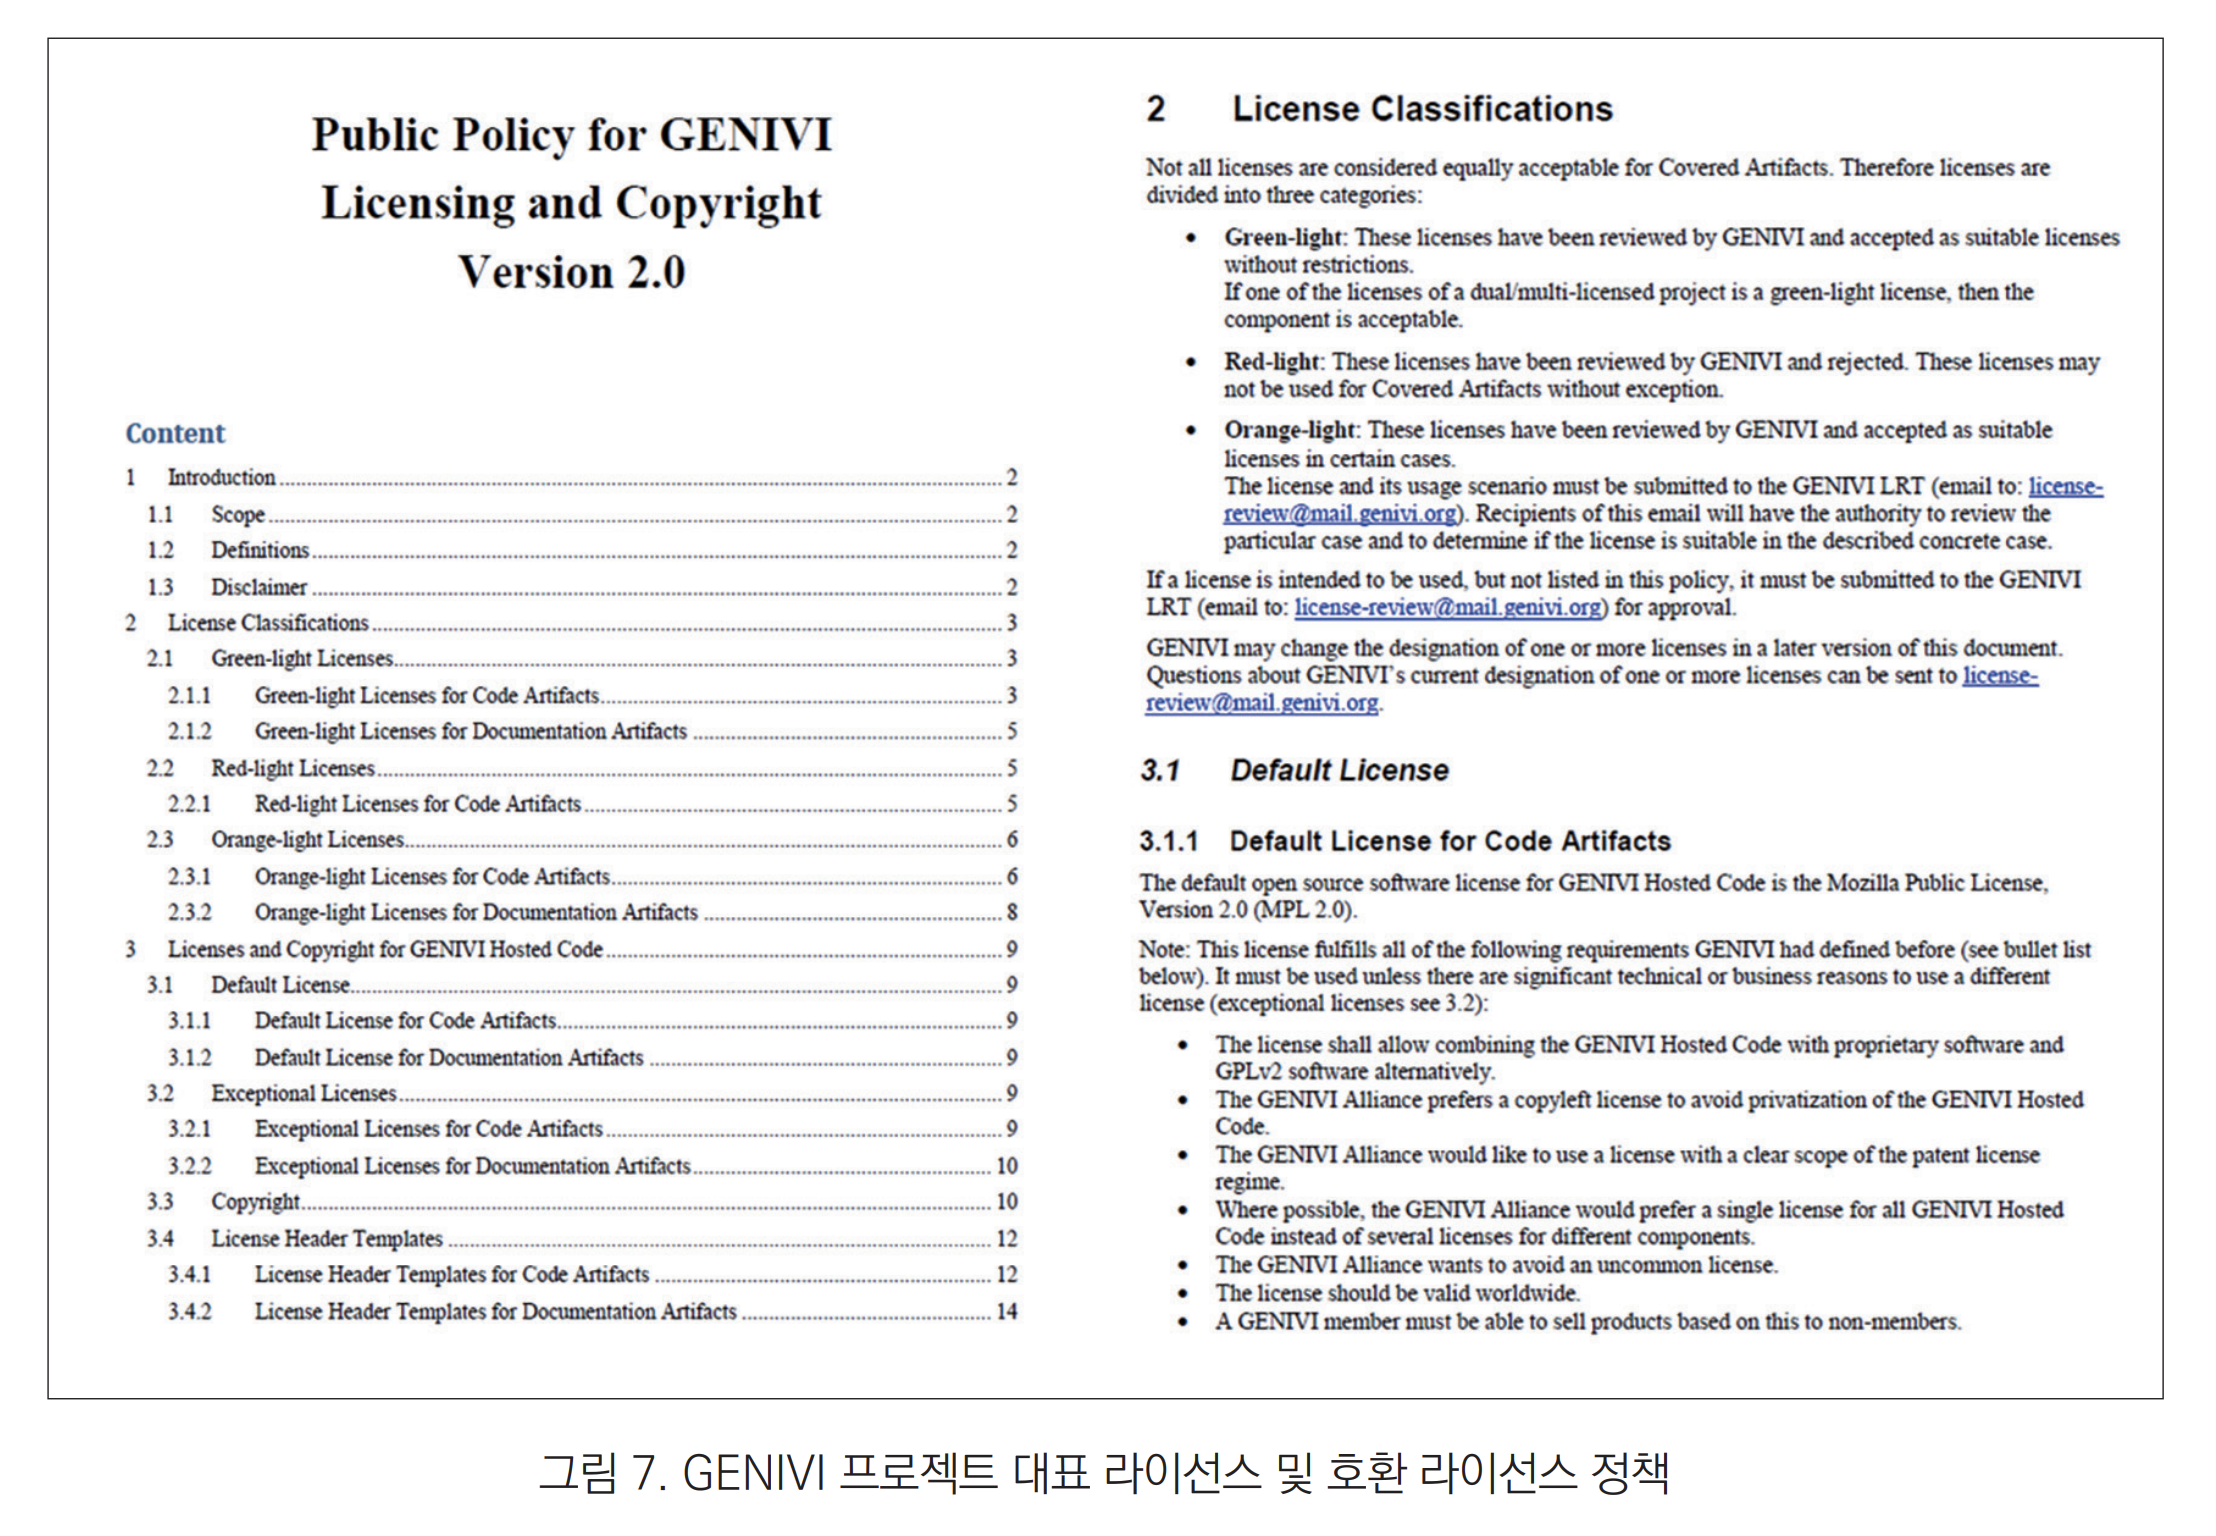 Public Policy for GENIVI
Licensing and Copyright
Version 2.0
Content
1 Introduction 2
1.1 Scope 2
1.2 Definitions 2
1.3 Disclaimer 2
2 License Classifications 3
2.1 Green-light Licenses 3
2.1.1 Green-light Licenses for Code Artifacts 3
2.1.2 Green-light Licenses for Documentation Artifacts 5
2.2 Red-light Licenses 5
2.2.1 Red-light Licenses for Code Artifacts 5
2.3 Orange-light Licenses 6
2.3.1 Orange-light Licenses for Code Artifacts 6
2.3.2 Orange-light Licenses for Documentation Artifacts 8
3 Licenses and Copyright for GENIVI Hosted Code 9
3.1 Default License 9
3.1.1 Default License for Code Artifacts 9
3.1.2 Default License for Documentation Artifacts 9
3.2 Exceptional Licenses 9
3.2.1 Exceptional Licenses for Code Artifacts 9
3.2.2 Exceptional Licenses for Documentation Artifacts 10
3.3 Copyright 10
3.4 License Header Templates 12
3.4.1 License Header Templates for Code Artifacts 12
3.4.2 License Header Templates for Documentation Artifacts 14
2 License Classifications
Not all licenses are considered equally acceptable for Covered Artifacts. Therefore licenses are
divided into three categories:
• Green-light: These licenses have been reviewed by GENIVI and accepted as suitable licenses
without restrictions.
If one of the licenses of a dual/multi-licensed project is a green-light license, then the
component is acceptable.
• Red-light: These licenses have been reviewed by GENIVI and rejected. These licenses may
not be used for Covered Artifacts without exception.
• Orange-light: These licenses have been reviewed by GENIVI and accepted as suitable
licenses in certain cases.
The license and its usage scenario must be submitted to the GENIVI LRT (email to: license-
review@mail.genivi.org). Recipients of this email will have the authority to review the
particular case and to determine if the license is suitable in the described concrete case.
If a license is intended to be used, but not listed in this policy, it must be submitted to the GENIVI
LRT (email to: license-review@mail.genivi.org) for approval.
GENIVI may change the designation of one or more licenses in a later version of this document.
Questions about GENIVI's current designation of one or more licenses can be sent to license-
review@mail.genivi.org.
3.1 Default License
3.1.1 Default License for Code Artifacts
The default open source software license for GENIVI Hosted Code is the Mozilla Public License,
Version 2.0 (MPL 2.0).
Note: This license fulfills all of the following requirements GENIVI had defined before (see bullet list
below). It must be used unless there are significant technical or business reasons to use a different
license (exceptional licenses see 3.2):
• The license shall allow combining the GENIVI Hosted Code with proprietary software and
GPLv2 software alternatively.
• The GENIVI Alliance prefers a copyleft license to avoid privatization of the GENIVI Hosted
Code.
• The GENIVI Alliance would like to use a license with a clear scope of the patent license
regime.
• Where possible, the GENIVI Alliance would prefer a single license for all GENIVI Hosted
Code instead of several licenses for different components.
• The GENIVI Alliance wants to avoid an uncommon license.
• The license should be valid worldwide.
• A GENIVI member must be able to sell products based on this to non-members.
그림 7. GENIVI 프로젝트 대표 라이선스 및 호환 라이선스 정책